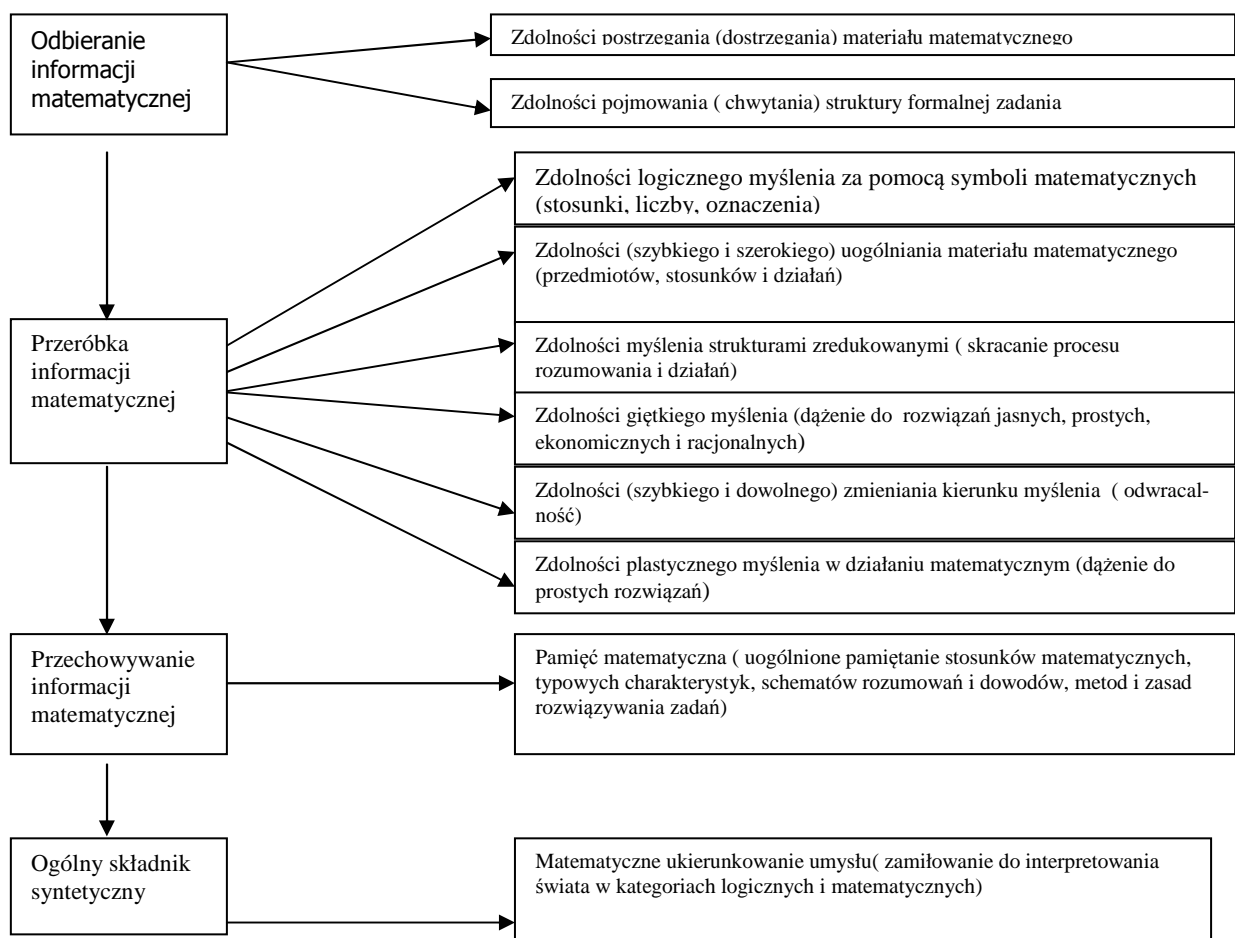 Odbieranie
informacji
matematycznej
Zdolności postrzegania (dostrzegania) materiału matematycznego
Zdolności pojmowania ( chwytania) struktury formalnej zadania
Przeróbka
informacji
matematycznej
Zdolności logicznego myślenia za pomocą symboli matematycznych
(stosunki, liczby, oznaczenia)
Zdolności (szybkiego i szerokiego) uogólniania materiału matematycznego
(przedmiotów, stosunków i działań)
Zdolności myślenia strukturami zredukowanymi ( skracanie procesu
rozumowania i działań)
Zdolności giętkiego myślenia (dążenie do rozwiązań jasnych, prostych,
ekonomicznych i racjonalnych)
Zdolności (szybkiego i dowolnego) zmieniania kierunku myślenia ( odwracal-
ność)
Zdolności plastycznego myślenia w działaniu matematycznym (dążenie do
prostych rozwiązań)
Przechowywanie
informacji
matematycznej
Pamięć matematyczna ( uogólnione pamiętanie stosunków matematycznych,
typowych charakterystyk, schematów rozumowań i dowodów, metod i zasad
rozwiązywania zadań)
Ogólny składnik
syntetyczny
Matematyczne ukierunkowanie umysłu( zamiłowanie do interpretowania
świata w kategoriach logicznych i matematycznych)